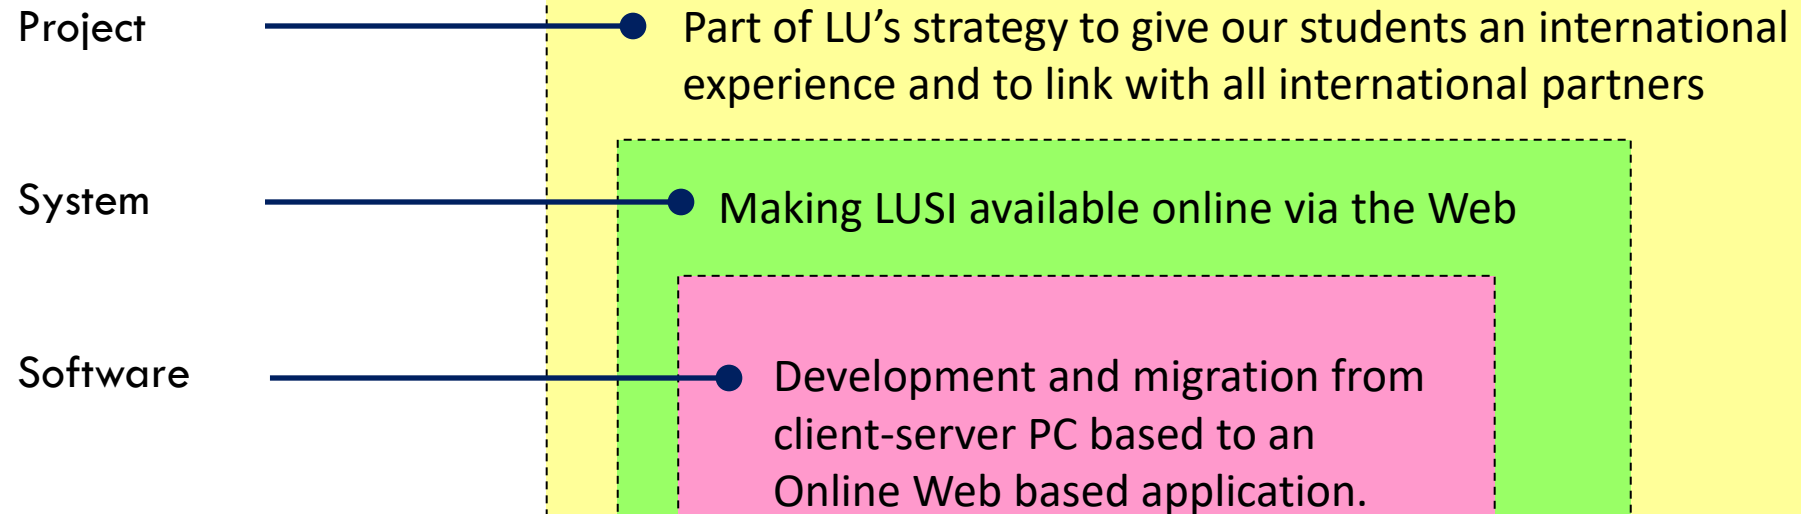 Project
Part of LU’s strategy to give our students an international
experience and to link with all international partners
System
Making LUSI available online via the Web
Software
Development and migration from
client-server PC based to an
Online Web based application.